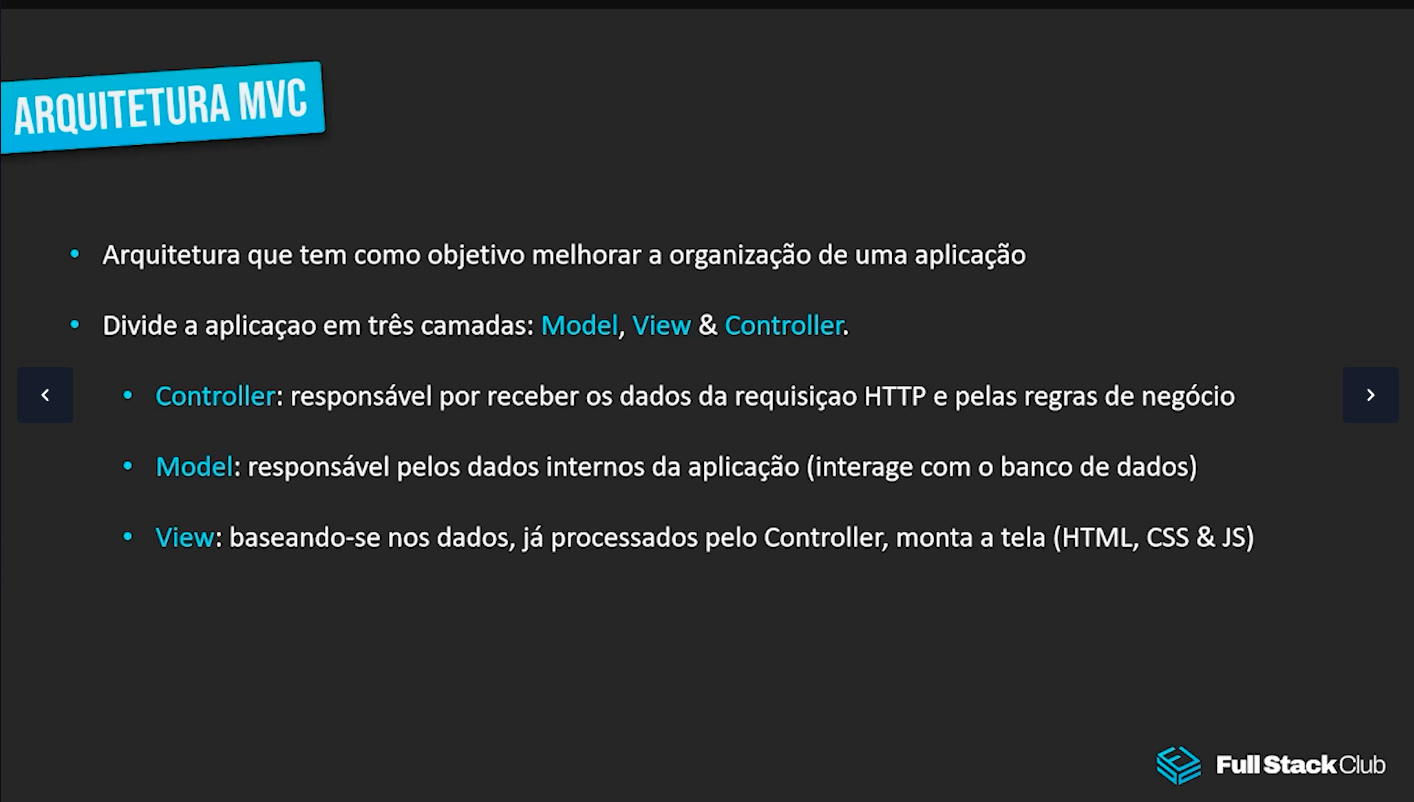 ARQUITETURA MVC
• Arquitetura que tem como objetivo melhorar a organização de uma aplicação
• Divide a aplicaçao em três camadas: Model, View & Controller.
• Controller: responsável por receber os dados da requisiçao HTTP e pelas regras de negócio
• Model: responsável pelos dados internos da aplicação (interage com o banco de dados)
• View: baseando-se nos dados, já processados pelo Controller, monta a tela (HTML, CSS & JS)
Full Stack Club